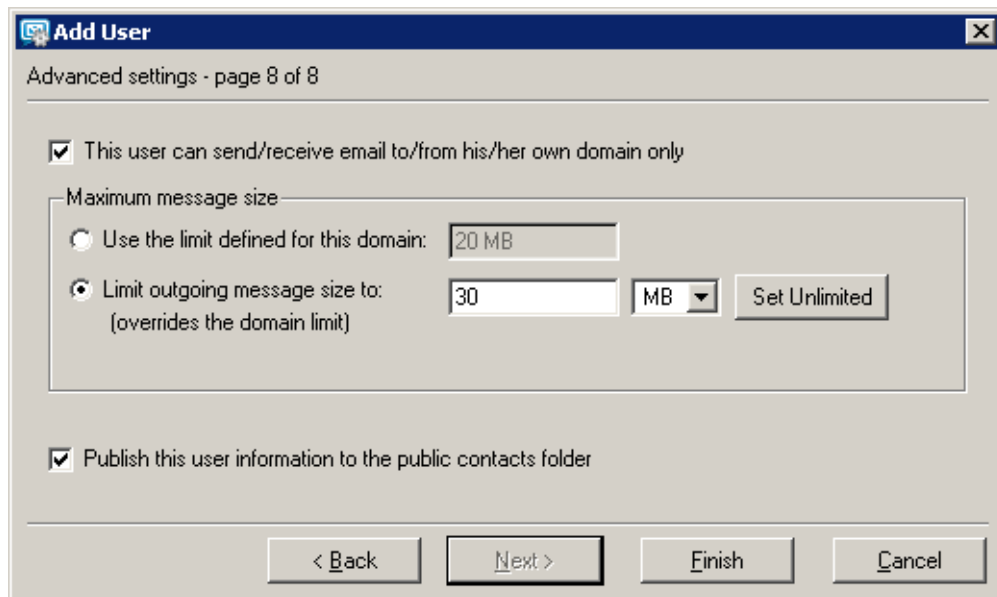 Add User
Advanced settings - page 8 of 8
This user can send/receive email to/from his/her own domain only
Maximum message size
Use the limit defined for this domain: 20 MB
Limit outgoing message size to: 30 MB Set Unlimited
(overrides the domain limit)
Publish this user information to the public contacts folder
< Back Next > Finish Cancel